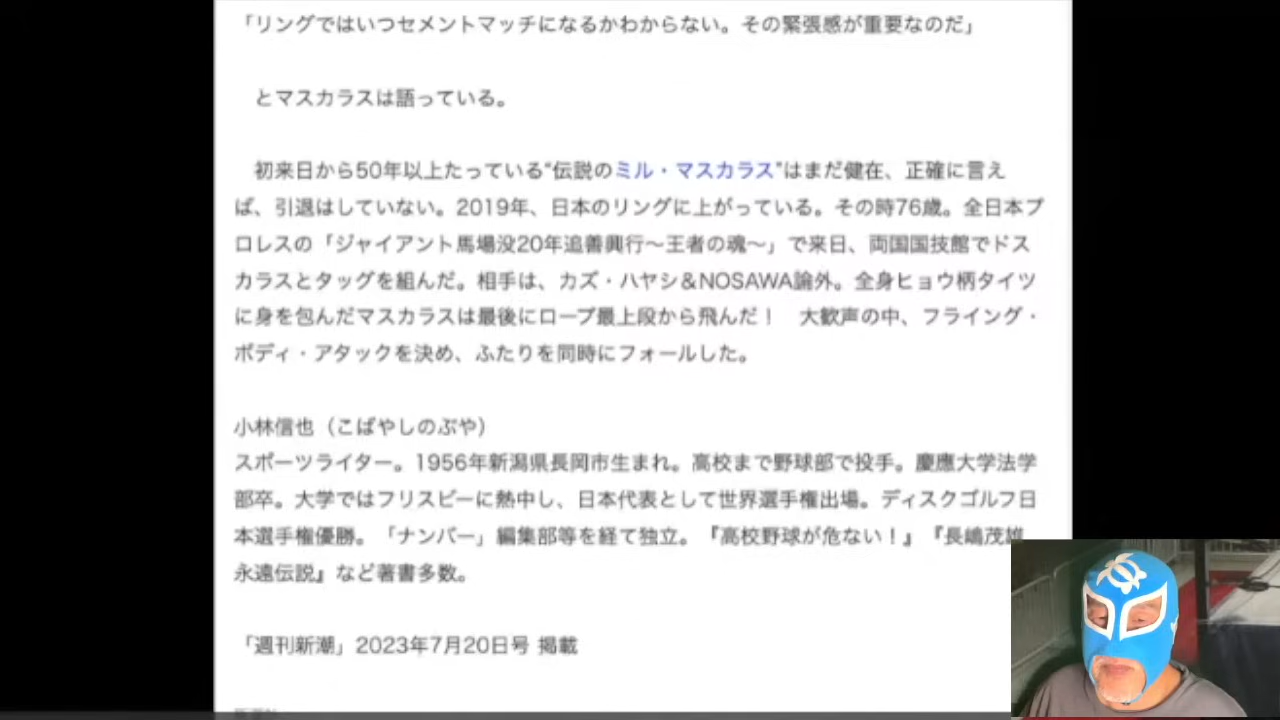 「リングではいつセメントマッチになるかわからない。その緊張感が重要なのだ」
とマスカラスは語っている。
初来日から50年以上たっている“伝説のミル・マスカラス”はまだ健在、正確に言え
ば、引退はしていない。2019年、日本のリングに上がっている。その時76歳。全日本プ
ロレスの「ジャイアント馬場没20年追善興行〜王者の魂〜」で来日、両国国技館でドス
カラスとタッグを組んだ。相手は、カズ・ハヤシ＆NOSAWA論外。全身ヒョウ柄タイツ
に身を包んだマスカラスは最後にロープ最上段から飛んだ！　大歓声の中、フライング・
ボディ・アタックを決め、ふたりを同時にフォールした。
小林信也（こばやしのぶや）
スポーツライター。1956年新潟県長岡市生まれ。高校まで野球部で投手。慶應大学法学
部卒。大学ではフリスビーに熱中し、日本代表として世界選手権出場。ディスクゴルフ日
本選手権優勝。「ナンバー」編集部等を経て独立。『高校野球が危ない！』『長嶋茂雄
永遠伝説』など著書多数。
「週刊新潮」2023年7月20日号 掲載